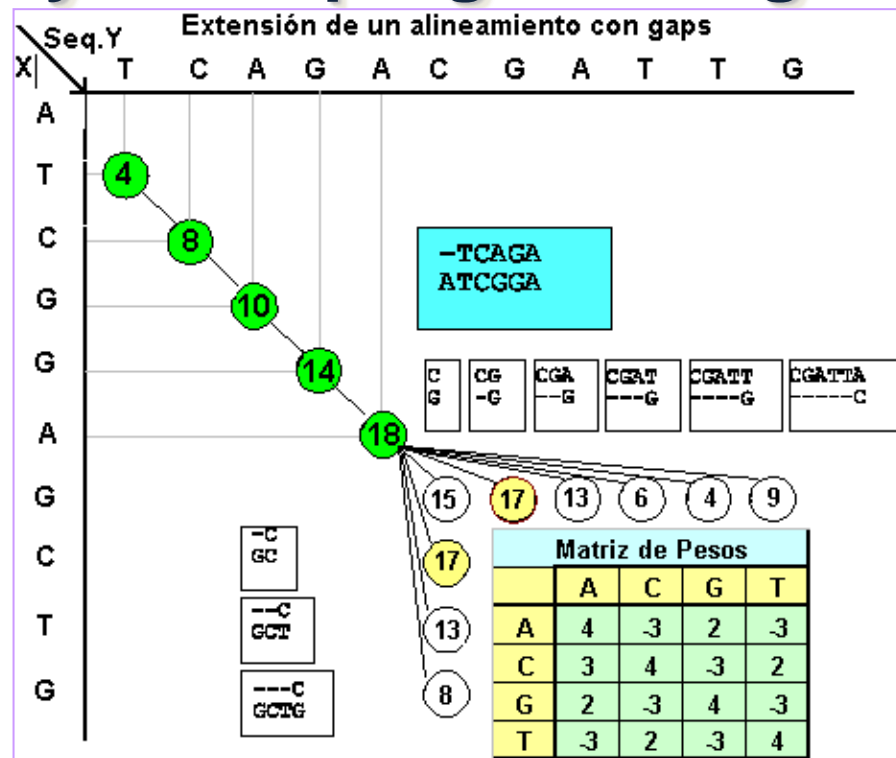 Extensión de un alineamiento con gaps
Seq.Y
X T C A G A C G A T T G
A
T 4
C 8
-TCAGA
ATCGGA
G 10
G 14
C CG CGA CGAT CGATT CGATTA
G -G --G ---G ----G -----C
A 18
G 15 17 13 6 4 9
-C
GC
C 17
Matriz de Pesos
A C G T
--C
GCT
T 13
A 4 -3 2 -3
C 3 4 -3 2
---C
GCTG
G 8
G 2 -3 4 -3
T -3 2 -3 4